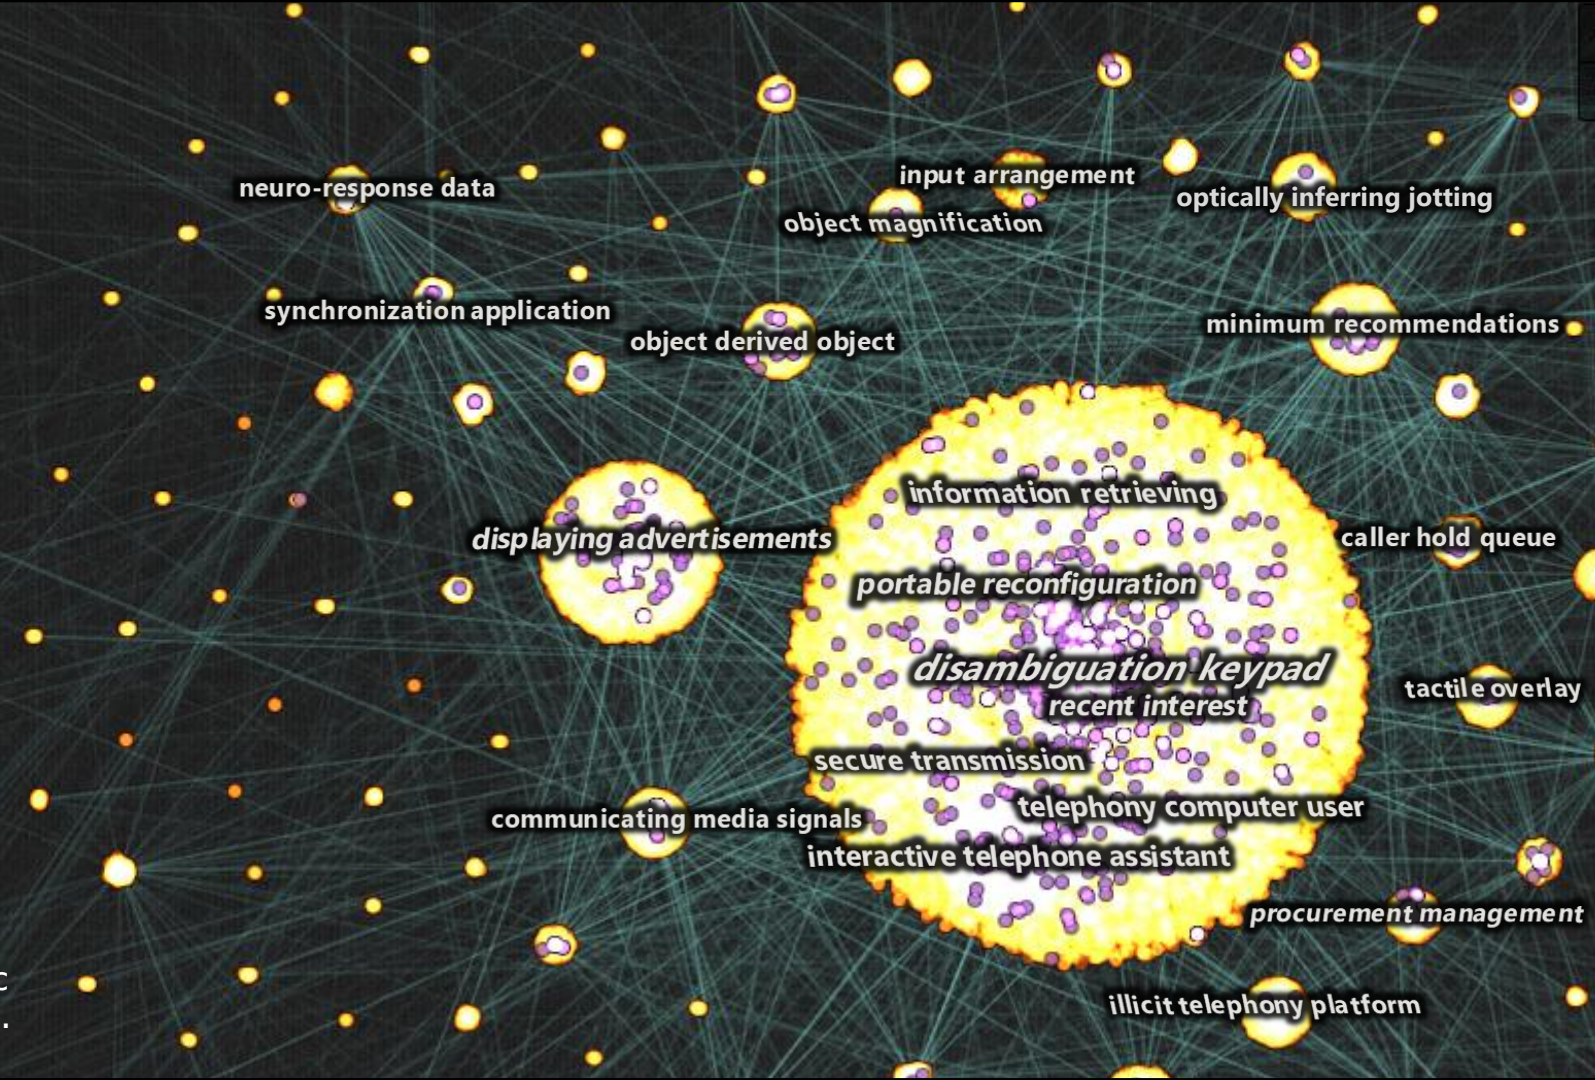 input arrangement
neuro-response data
optically inferring jotting
object magnification
synchronization application
minimum recommendations
object derived object
information retrieving
displaying advertisements
caller hold queue
portable reconfiguration
disambiguation keypad
tactile overlay
recent interest
secure transmission
telephony computer user
communicating media signals
interactive telephone assistant
procurement management
c
illicit telephony platform
.